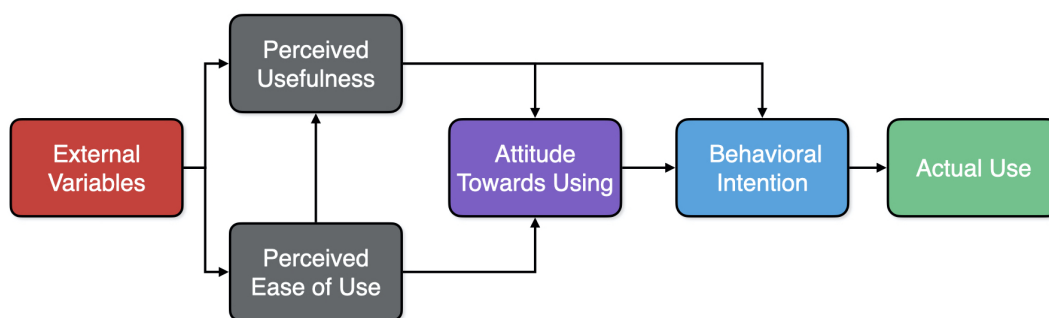 External
Variables
Perceived
Usefulness
Perceived
Ease of Use
Attitude
Towards Using
Behavioral
Intention
Actual Use